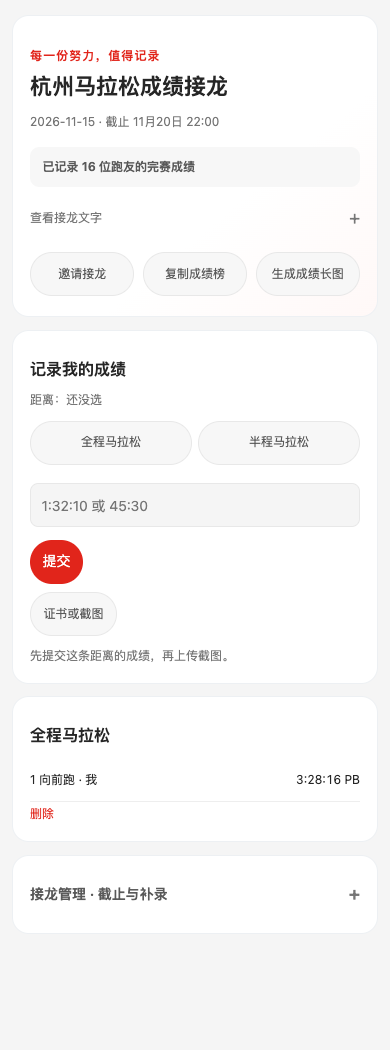 每一份努力，值得记录
杭州马拉松成绩接龙
2026-11-15 · 截止 11月20日 22:00
已记录 16 位跑友的完赛成绩
查看接龙文字 +
邀请接龙 复制成绩榜 生成成绩长图
记录我的成绩
距离：还没选
全程马拉松 半程马拉松
1:32:10 或 45:30
提交
证书或截图
先提交这条距离的成绩，再上传截图。
全程马拉松
1 向前跑 · 我 3:28:16 PB
删除
接龙管理 · 截止与补录 +